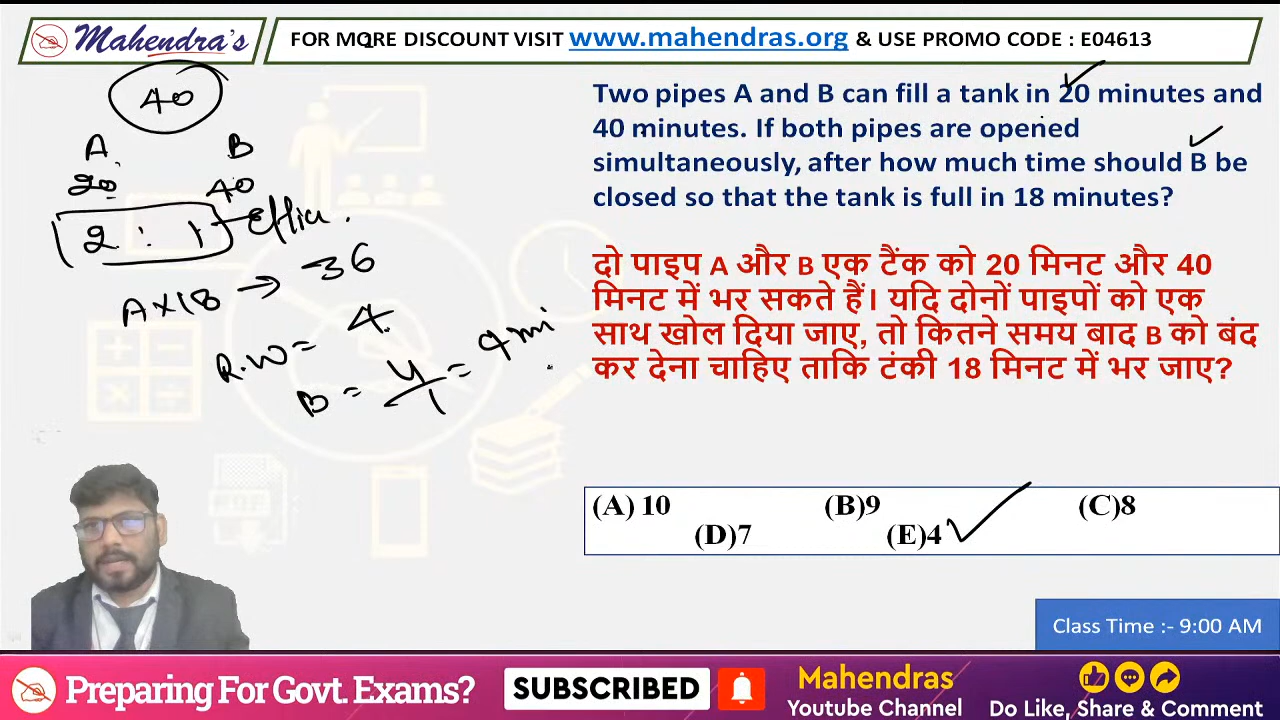 Mahendra's
FOR MORE DISCOUNT VISIT www.mahendras.org & USE PROMO CODE : E04613
40
A B
20 40
2 : 1 Effic.
A×18 → 36
R.W = 4
B = 4/1 = 4 mi
Two pipes A and B can fill a tank in 20 minutes and
40 minutes. If both pipes are opened
simultaneously, after how much time should B be
closed so that the tank is full in 18 minutes?
दो पाइप A और B एक टैंक को 20 मिनट और 40
मिनट में भर सकते हैं। यदि दोनों पाइपों को एक
साथ खोल दिया जाए, तो कितने समय बाद B को बंद
कर देना चाहिए ताकि टंकी 18 मिनट में भर जाए?
(A) 10 (B)9 (C)8
(D)7 (E)4
Class Time :- 9:00 AM
Preparing For Govt. Exams?
SUBSCRIBED
Mahendras
YouTube Channel
Do Like, Share & Comment